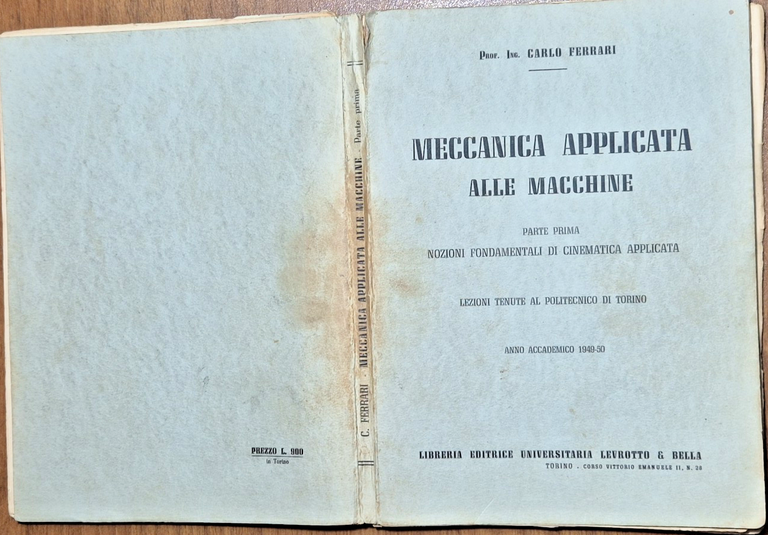 PROF. ING. CARLO FERRARI
MECCANICA APPLICATA
ALLE MACCHINE
PARTE PRIMA
NOZIONI FONDAMENTALI DI CINEMATICA APPLICATA
LEZIONI TENUTE AL POLITECNICO DI TORINO
ANNO ACCADEMICO 1949-50
LIBRERIA EDITRICE UNIVERSITARIA LEVROTTO & BELLA
TORINO - CORSO VITTORIO EMANUELE II, N. 28
C. FERRARI - MECCANICA APPLICATA ALLE MACCHINE - Parte prima
PREZZO L. 900
in Torino